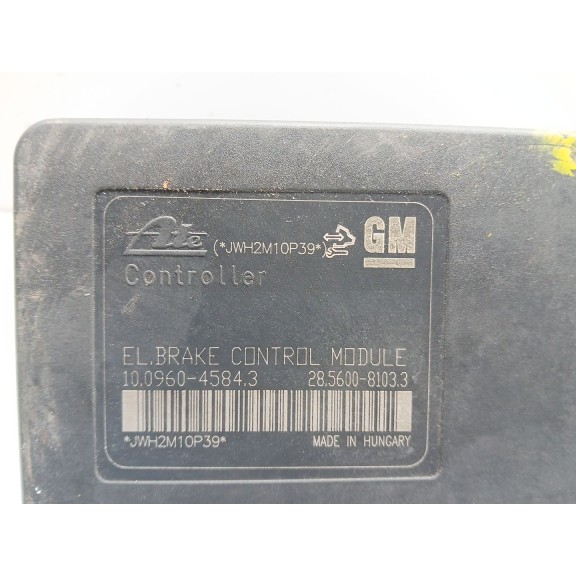 Ate (*JWH2M10P39*) GM
Controller
EL.BRAKE CONTROL MODULE
10.0960-4584.3 28.5600-8103.3
*JWH2M10P39* MADE IN HUNGARY